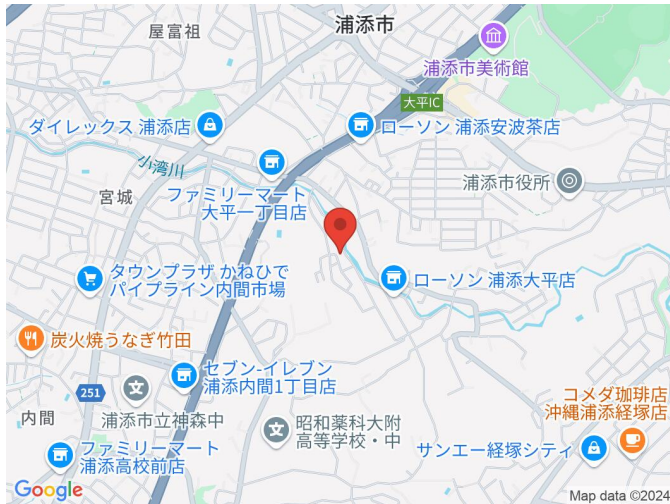 屋富祖
浦添市
浦添市美術館
大平IC
ダイレックス 浦添店
ローソン 浦添安波茶店
小湾川
浦添市役所
ファミリーマート
大平一丁目店
宮城
タウンプラザ かねひで
パイプライン内間市場
ローソン 浦添大平店
炭火焼うなぎ竹田
セブン-イレブン
浦添内間1丁目店
251
浦添市立神森中
コメダ珈琲店
沖縄浦添経塚店
内間
昭和薬科大附
高等学校・中
ファミリーマート
浦添高校前店
サンエー経塚シティ
Google
Map data ©2024